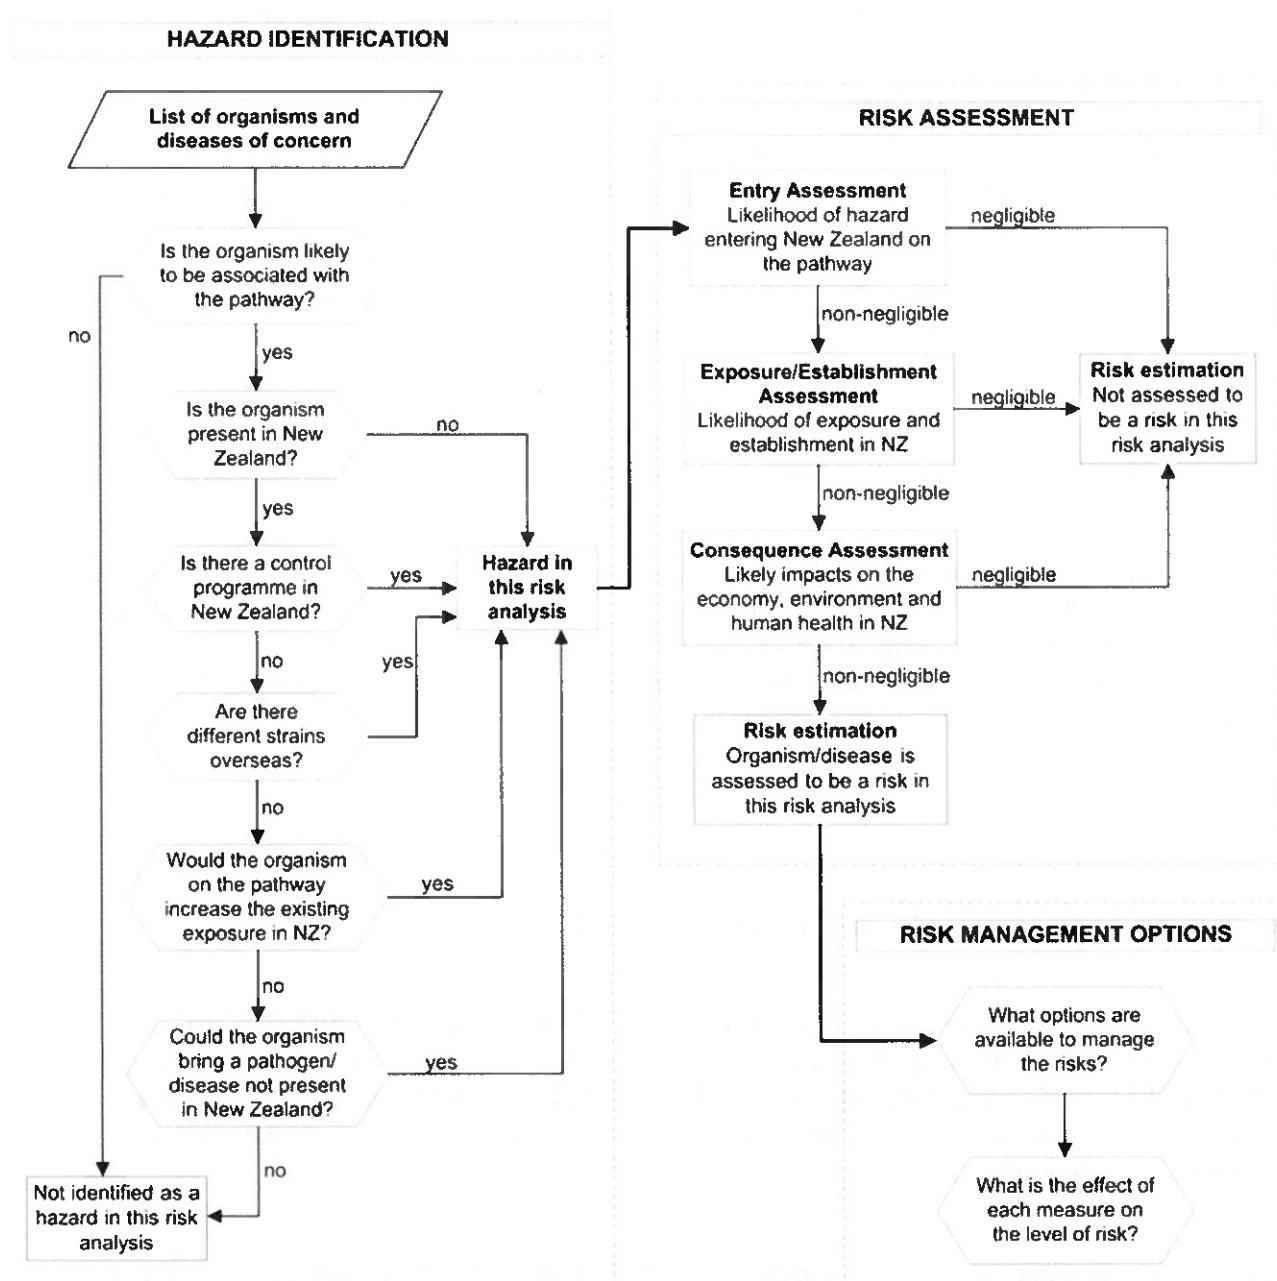 HAZARD IDENTIFICATION
List of organisms and
diseases of concern
Is the organism likely
to be associated with
the pathway?
no
yes
Is the organism
present in New
Zealand?
no
yes
Is there a control
programme in
New Zealand?
yes
Hazard in
this risk
analysis
no
yes
Are there
different strains
overseas?
no
Would the organism
on the pathway
increase the existing
exposure in NZ?
yes
no
Could the organism
bring a pathogen/
disease not present
in New Zealand?
yes
no
Not identified as a
hazard in this risk
analysis
RISK ASSESSMENT
Entry Assessment
Likelihood of hazard
entering New Zealand on
the pathway
negligible
non-negligible
Exposure/Establishment
Assessment
Likelihood of exposure and
establishment in NZ
negligible
Risk estimation
Not assessed to
be a risk in this
risk analysis
non-negligible
Consequence Assessment
Likely impacts on the
economy, environment and
human health in NZ
negligible
non-negligible
Risk estimation
Organism/disease is
assessed to be a risk in
this risk analysis
RISK MANAGEMENT OPTIONS
What options are
available to manage
the risks?
What is the effect of
each measure on
the level of risk?